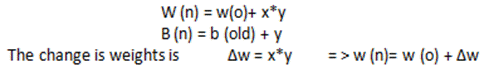 W (n) = w(o)+ x*y
B (n) = b (old) + y
The change is weights is Δw = x*y = > w (n)= w (o) + Δw